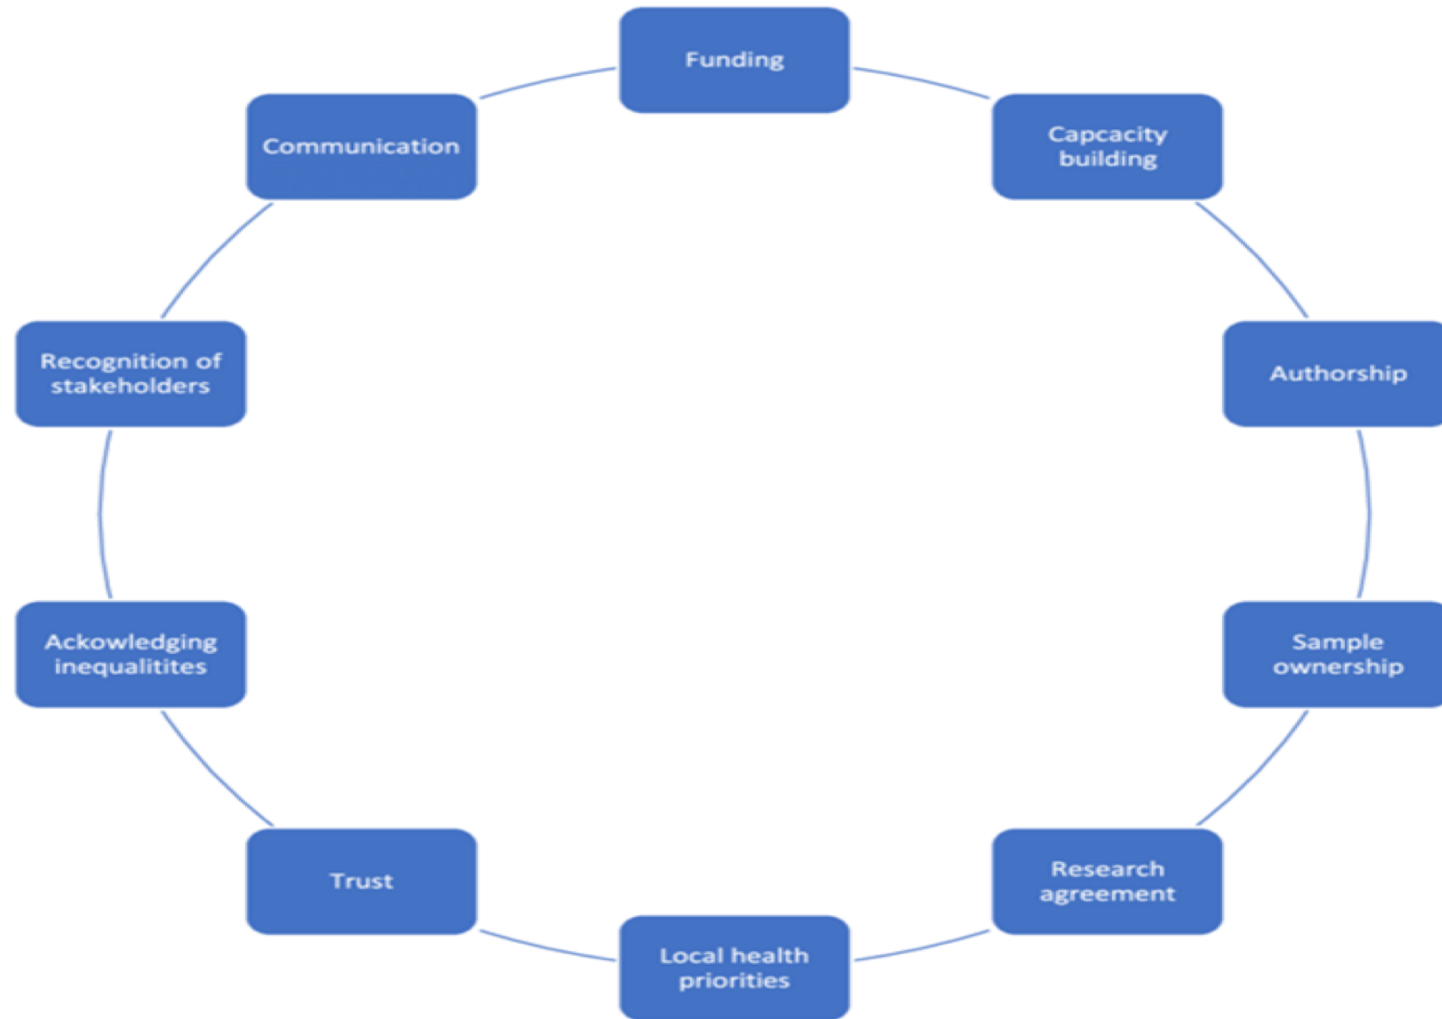 Funding
Capcacity
building
Authorship
Sample
ownership
Research
agreement
Local health
priorities
Trust
Ackowledging
inequalitites
Recognition of
stakeholders
Communication